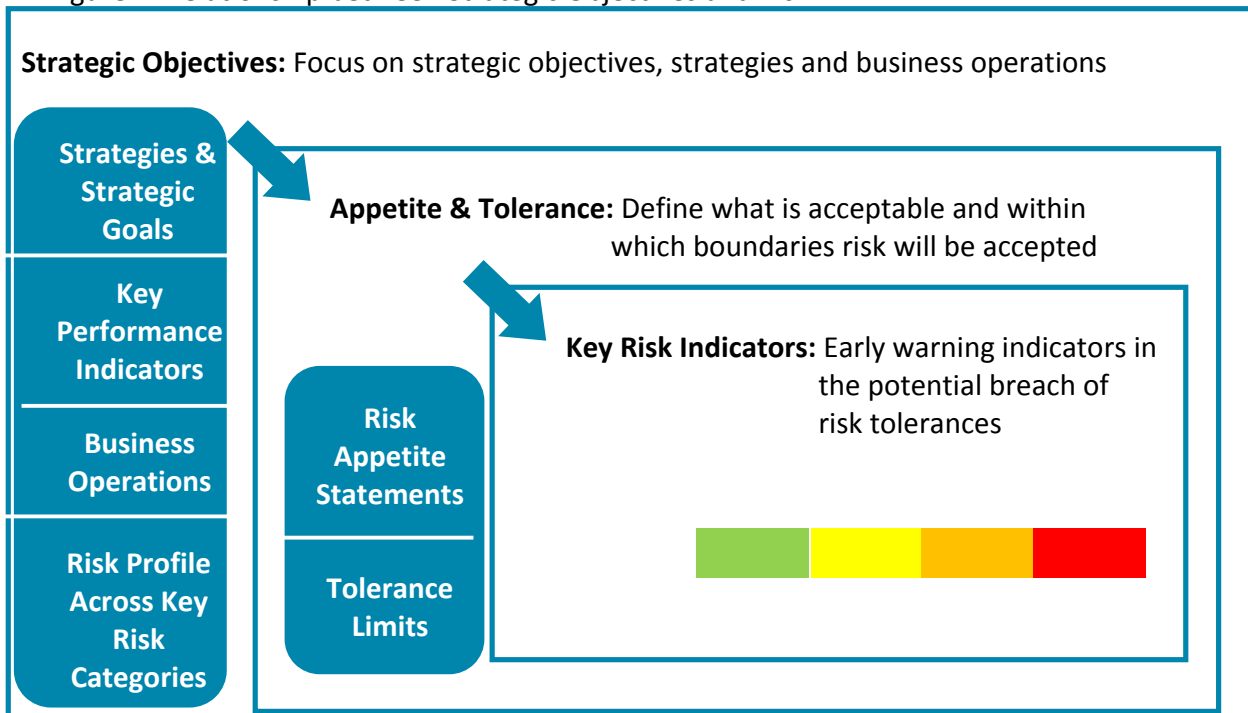 Strategic Objectives: Focus on strategic objectives, strategies and business operations
Strategies &
Strategic
Goals
Key
Performance
Indicators
Business
Operations
Risk Profile
Across Key
Risk
Categories
Appetite & Tolerance: Define what is acceptable and within
which boundaries risk will be accepted
Risk
Appetite
Statements
Tolerance
Limits
Key Risk Indicators: Early warning indicators in
the potential breach of
risk tolerances